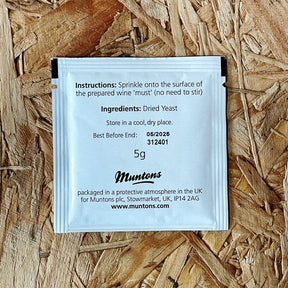 Instructions: Sprinkle onto the surface of
the prepared wine 'must' (no need to stir)
Ingredients: Dried Yeast
Store in a cool, dry place.
Best Before End: 05/2026
312401
5g
Muntons
packaged in a protective atmosphere in the UK
for Muntons plc, Stowmarket, UK, IP14 2AG
www.muntons.com